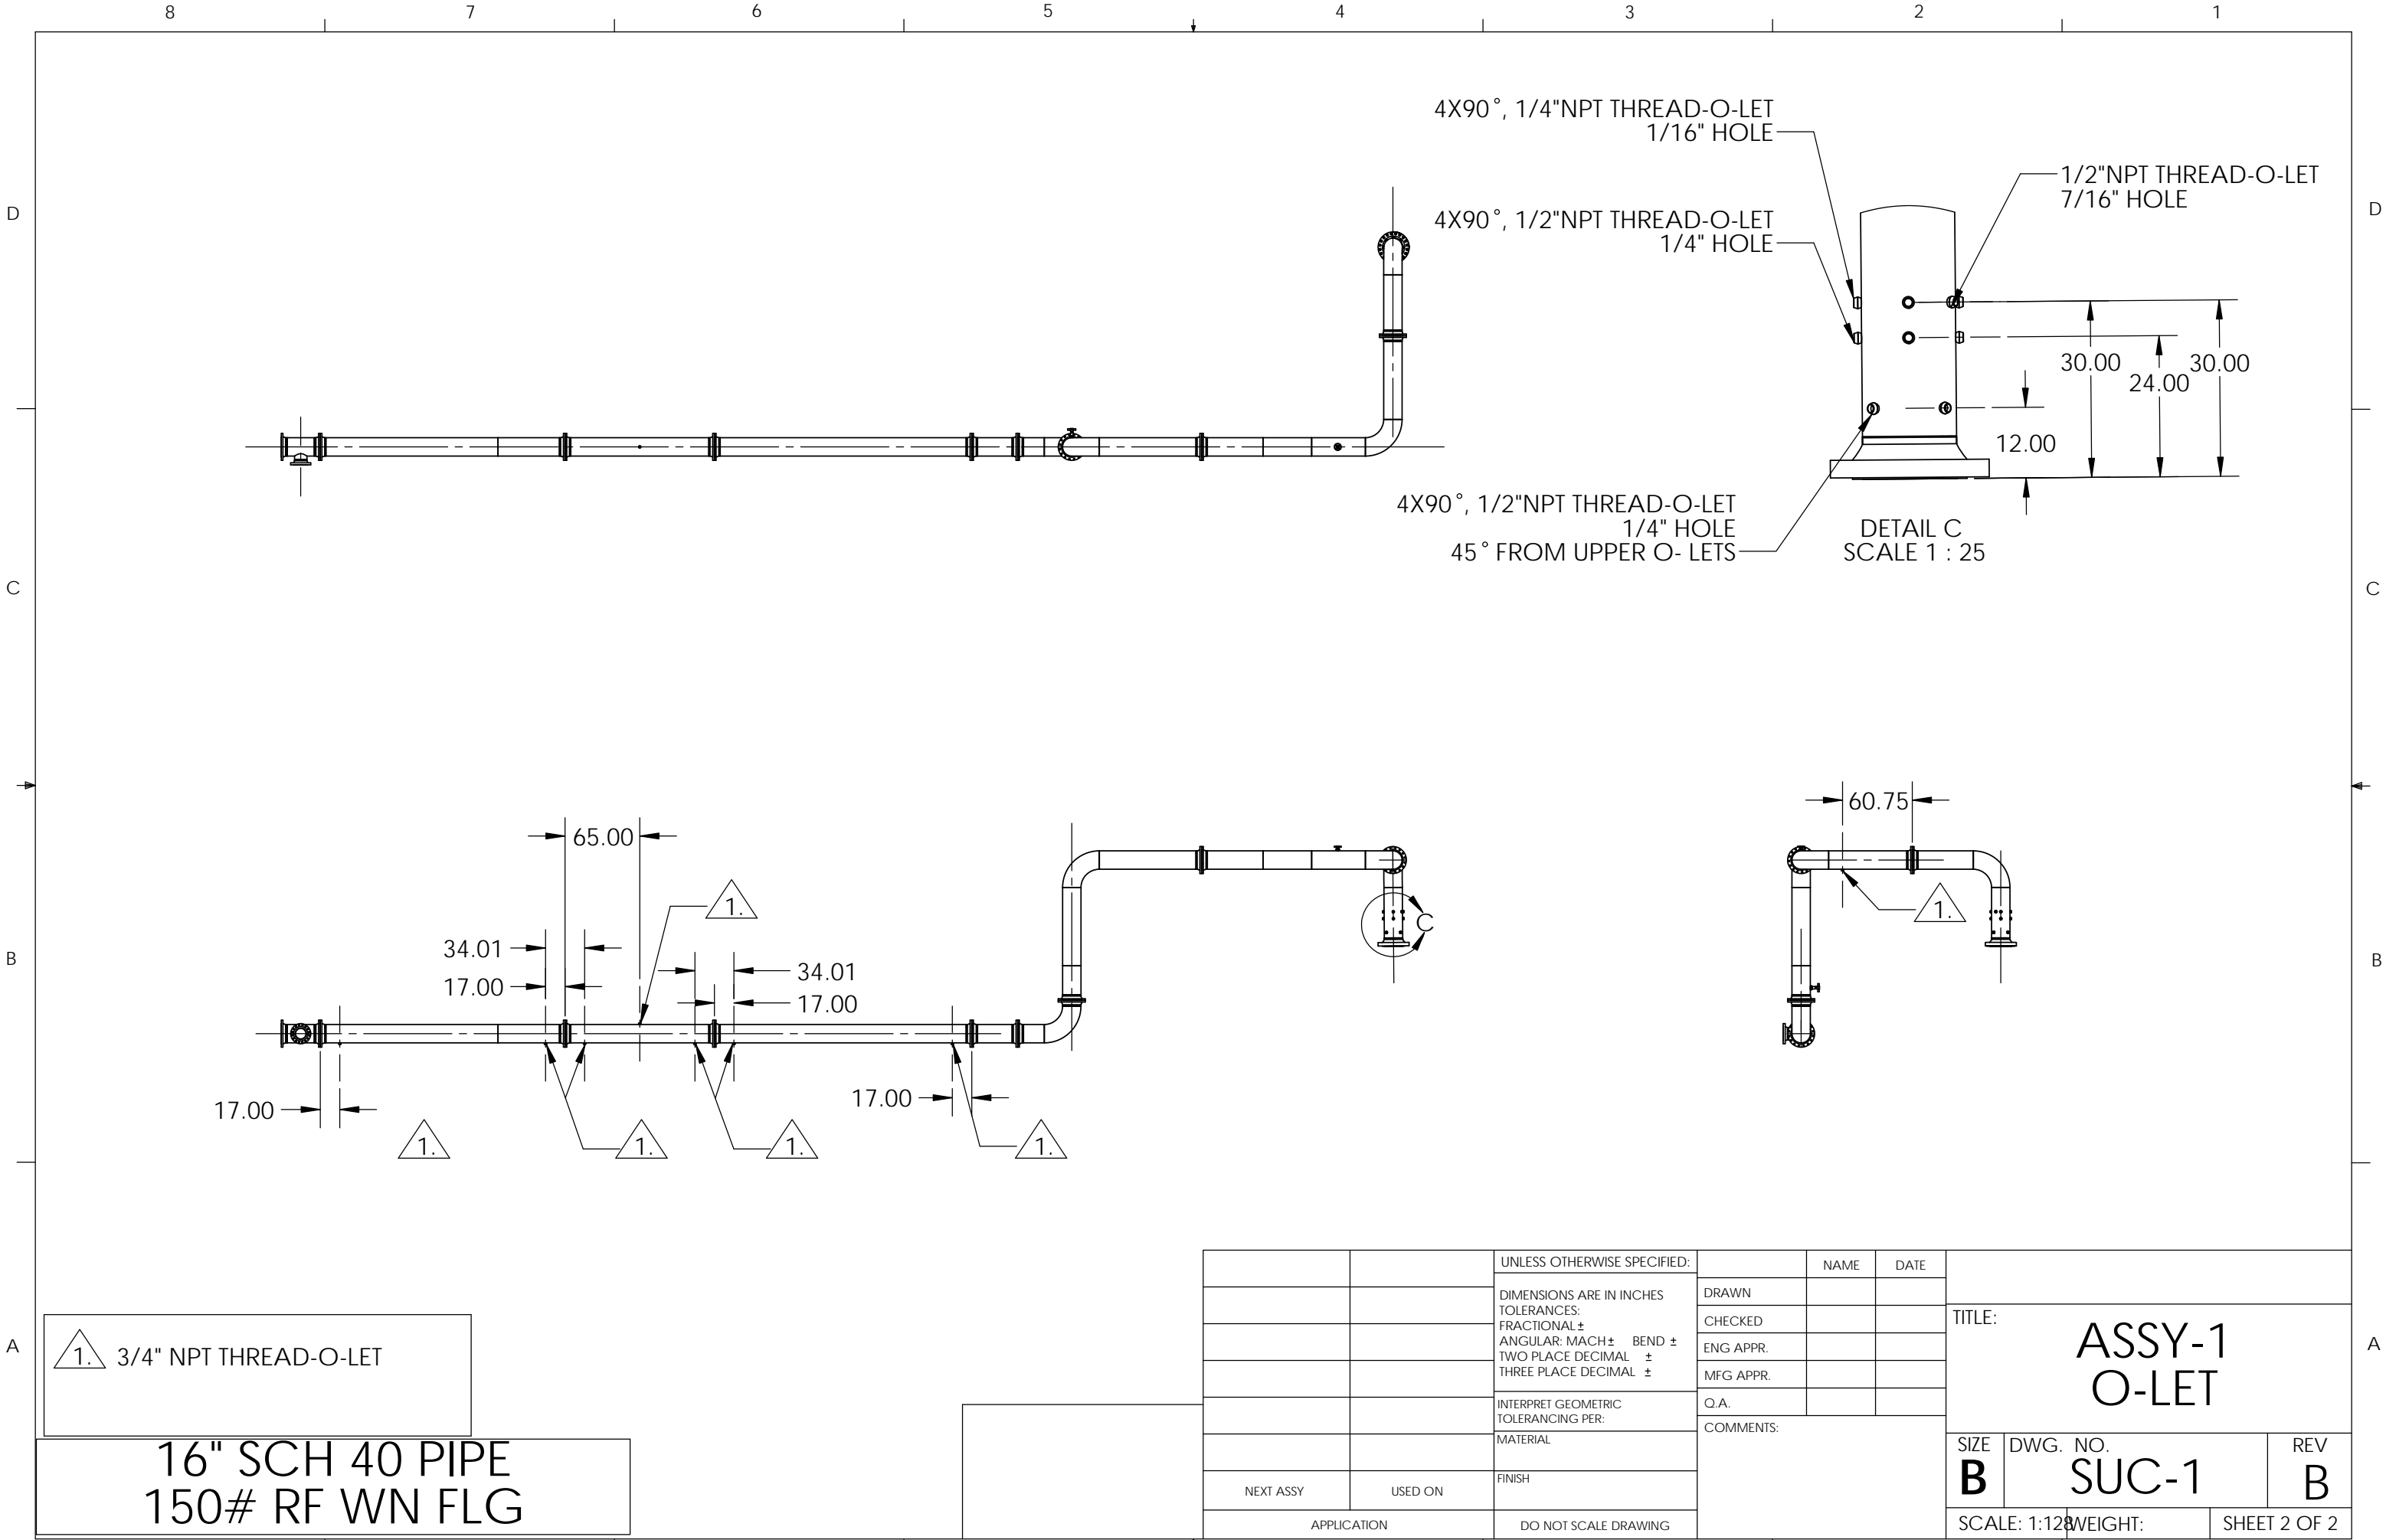 8 7 6 5 4 3 2 1
4X90°, 1/4"NPT THREAD-O-LET
1/16" HOLE
1/2"NPT THREAD-O-LET
7/16" HOLE
D
D
4X90°, 1/2"NPT THREAD-O-LET
1/4" HOLE
30.00
24.00
30.00
12.00
4X90°, 1/2"NPT THREAD-O-LET
1/4" HOLE
45° FROM UPPER O- LETS
DETAIL C
SCALE 1 : 25
C
C
60.75
65.00
1.
1.
C
34.01
17.00
34.01
17.00
B
B
17.00
17.00
1.
1.
1.
1.
A
A
1. 3/4" NPT THREAD-O-LET
16" SCH 40 PIPE
150# RF WN FLG
NEXT ASSY
USED ON
APPLICATION
UNLESS OTHERWISE SPECIFIED:
DIMENSIONS ARE IN INCHES
TOLERANCES:
FRACTIONAL ±
ANGULAR: MACH ± BEND ±
TWO PLACE DECIMAL ±
THREE PLACE DECIMAL ±
INTERPRET GEOMETRIC
TOLERANCING PER:
MATERIAL
FINISH
DO NOT SCALE DRAWING
NAME
DATE
DRAWN
CHECKED
ENG APPR.
MFG APPR.
Q.A.
COMMENTS:
TITLE:
ASSY-1
O-LET
SIZE
B
DWG. NO.
SUC-1
REV
B
SCALE: 1:128
WEIGHT:
SHEET 2 OF 2